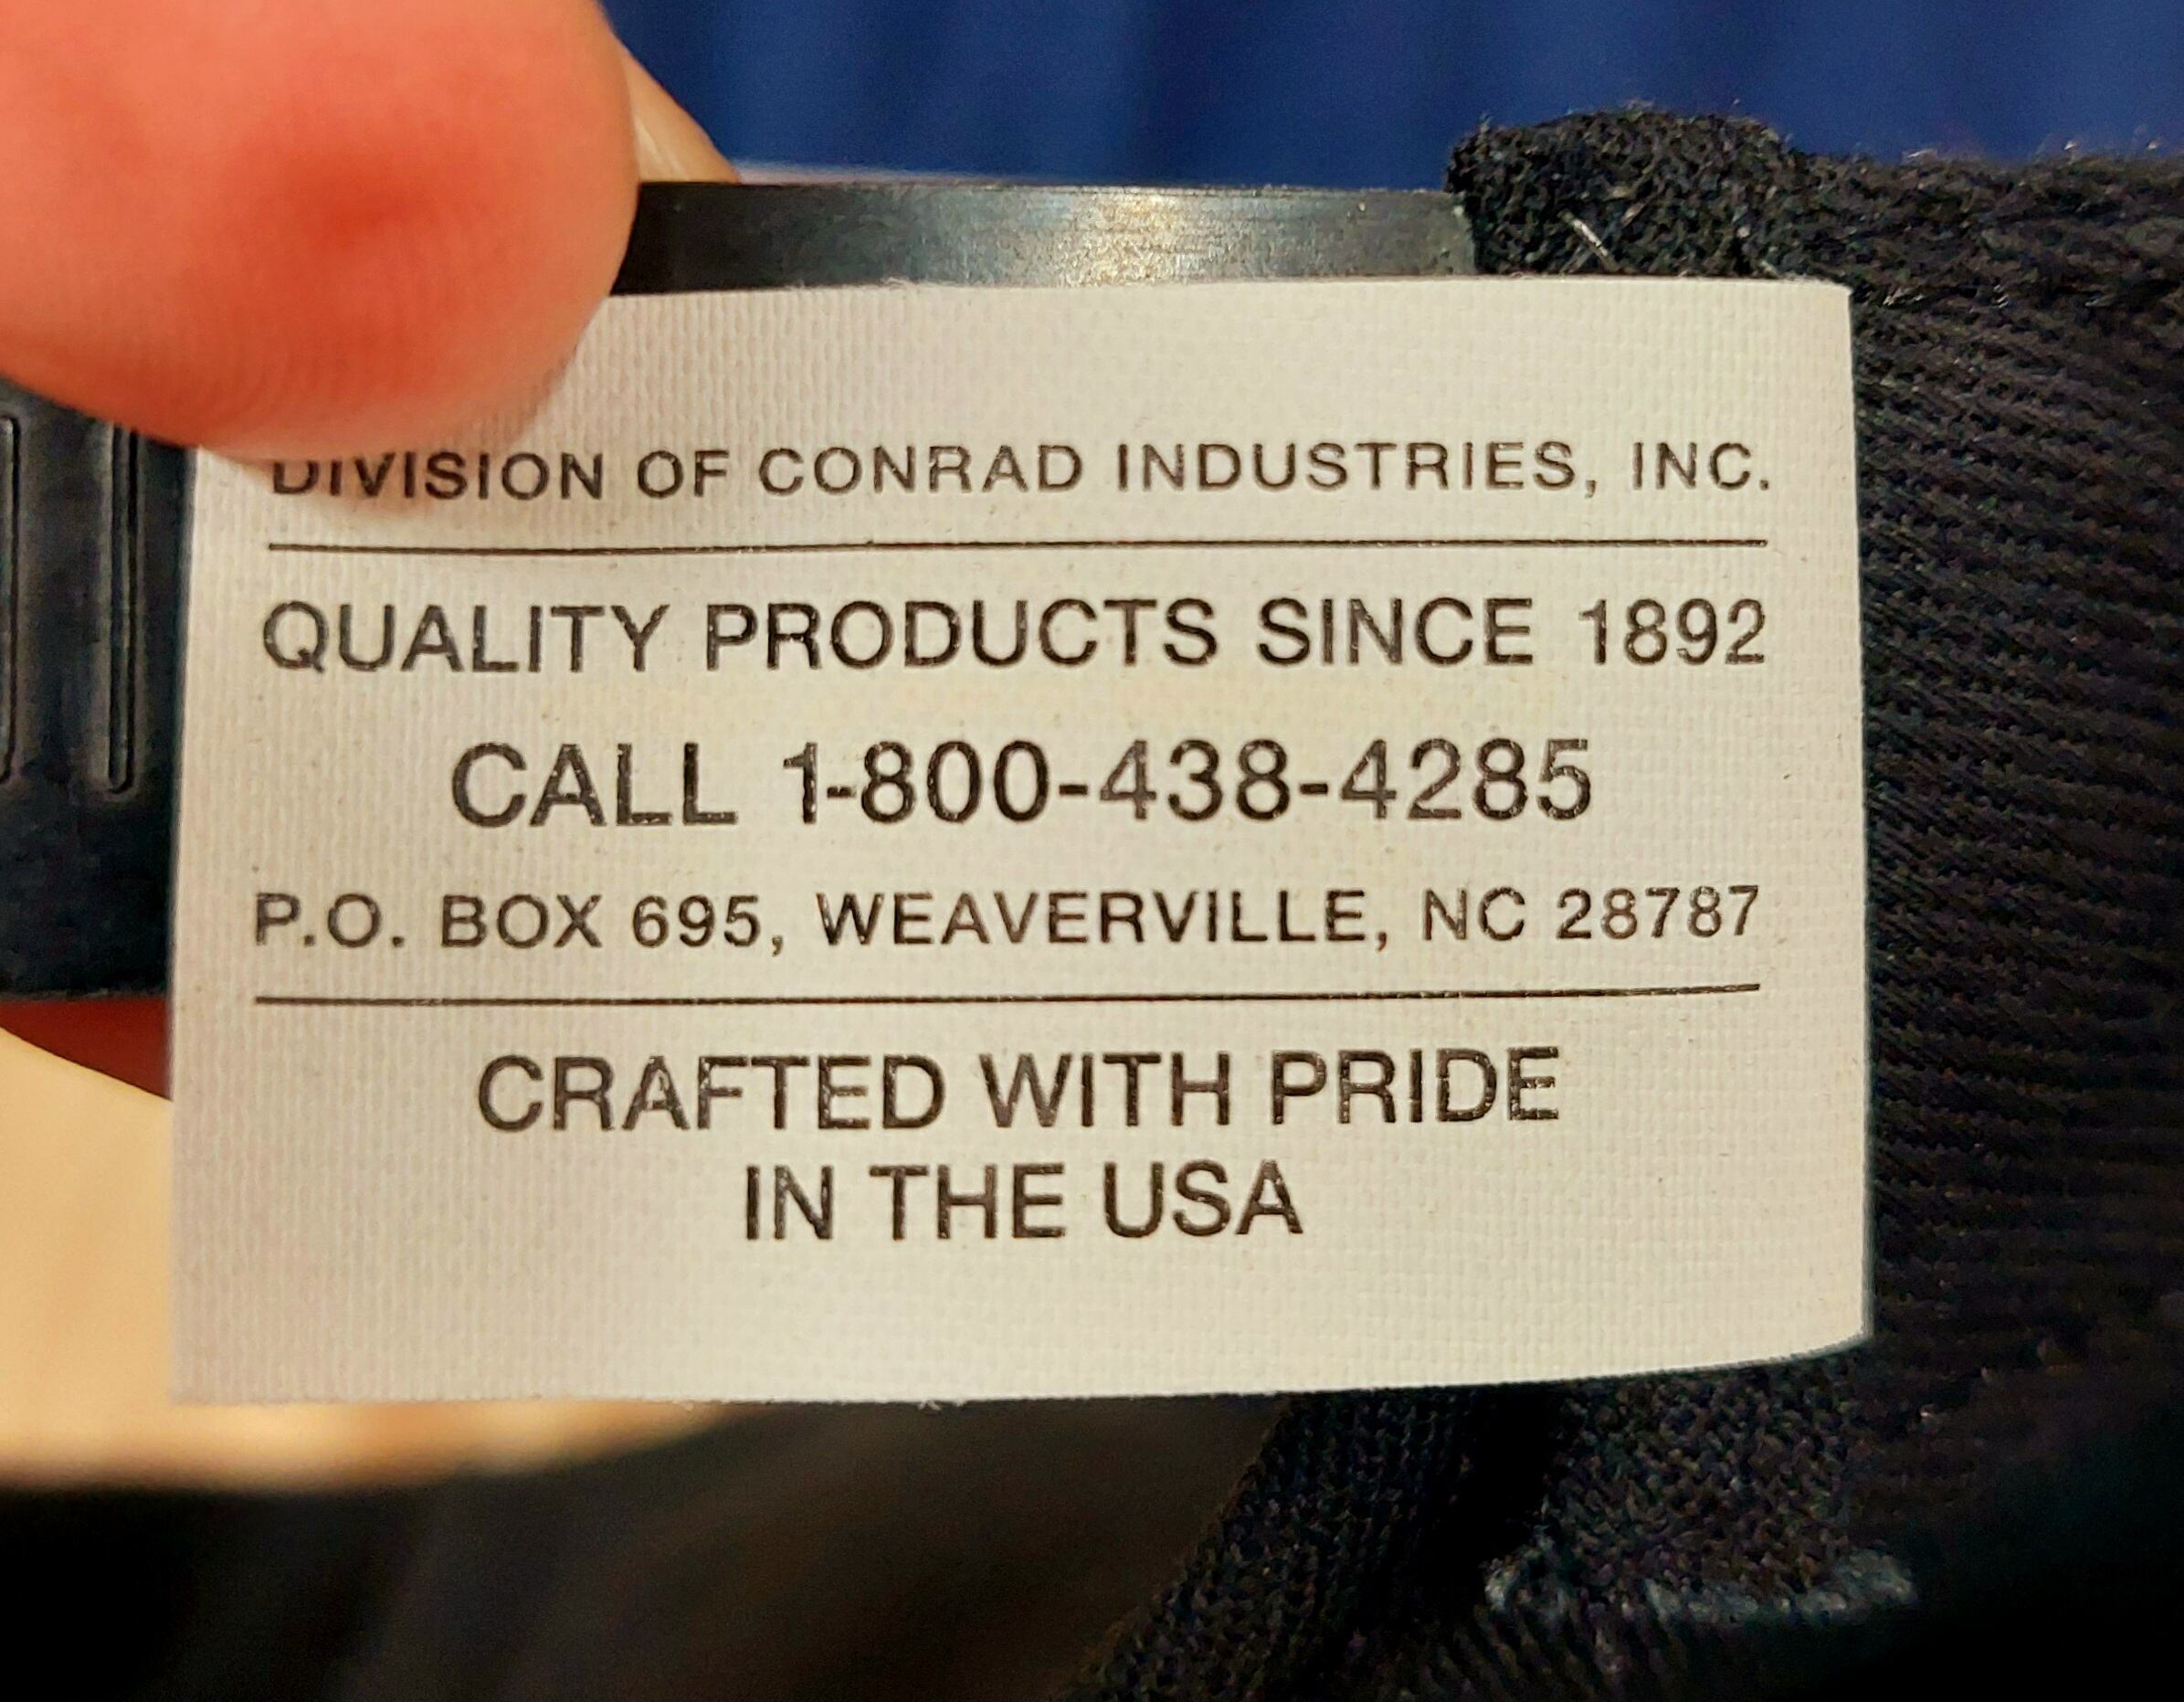 DIVISION OF CONRAD INDUSTRIES, INC.
QUALITY PRODUCTS SINCE 1892
CALL 1-800-438-4285
P.O. BOX 695, WEAVERVILLE, NC 28787
CRAFTED WITH PRIDE
IN THE USA